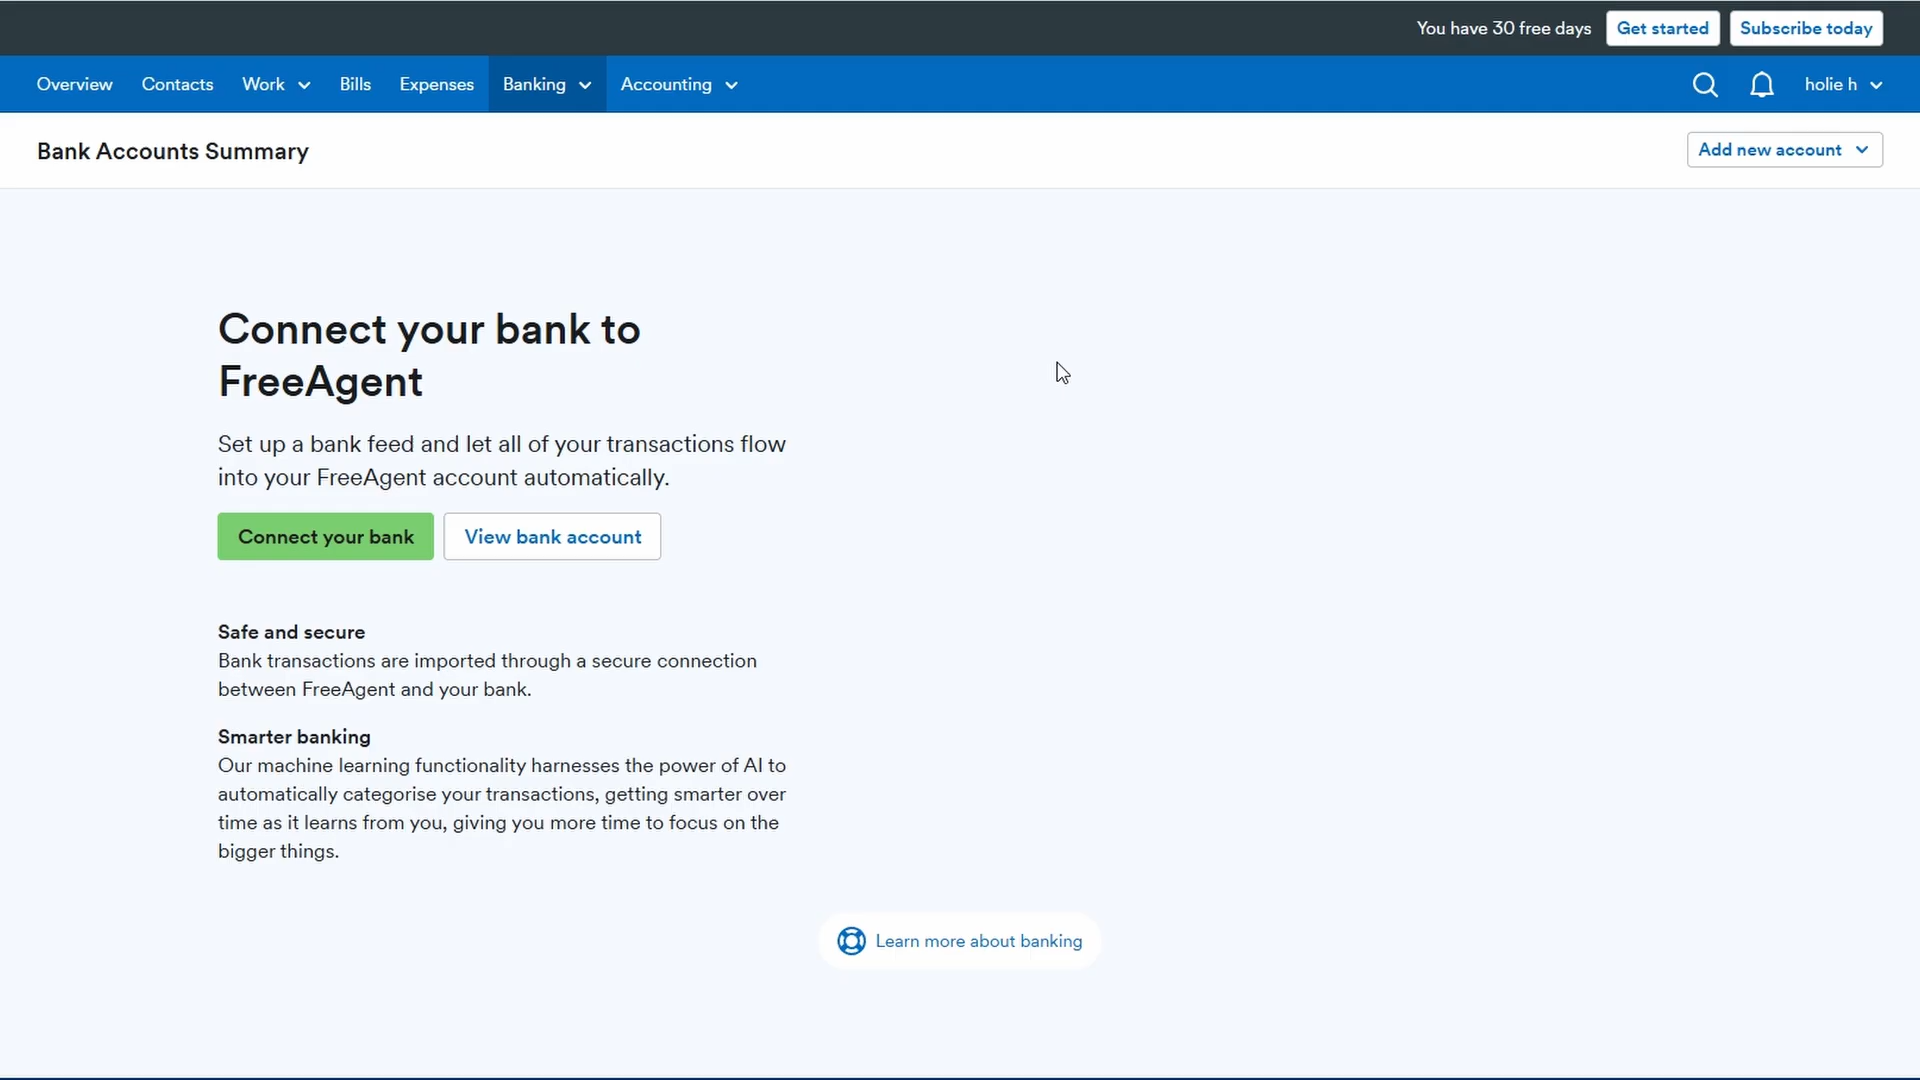 You have 30 free days Get started Subscribe today
Overview Contacts Work Bills Expenses Banking Accounting holie h
Bank Accounts Summary Add new account
Connect your bank to
FreeAgent
Set up a bank feed and let all of your transactions flow
into your FreeAgent account automatically.
Connect your bank View bank account
Safe and secure
Bank transactions are imported through a secure connection
between FreeAgent and your bank.
Smarter banking
Our machine learning functionality harnesses the power of AI to
automatically categorise your transactions, getting smarter over
time as it learns from you, giving you more time to focus on the
bigger things.
Learn more about banking